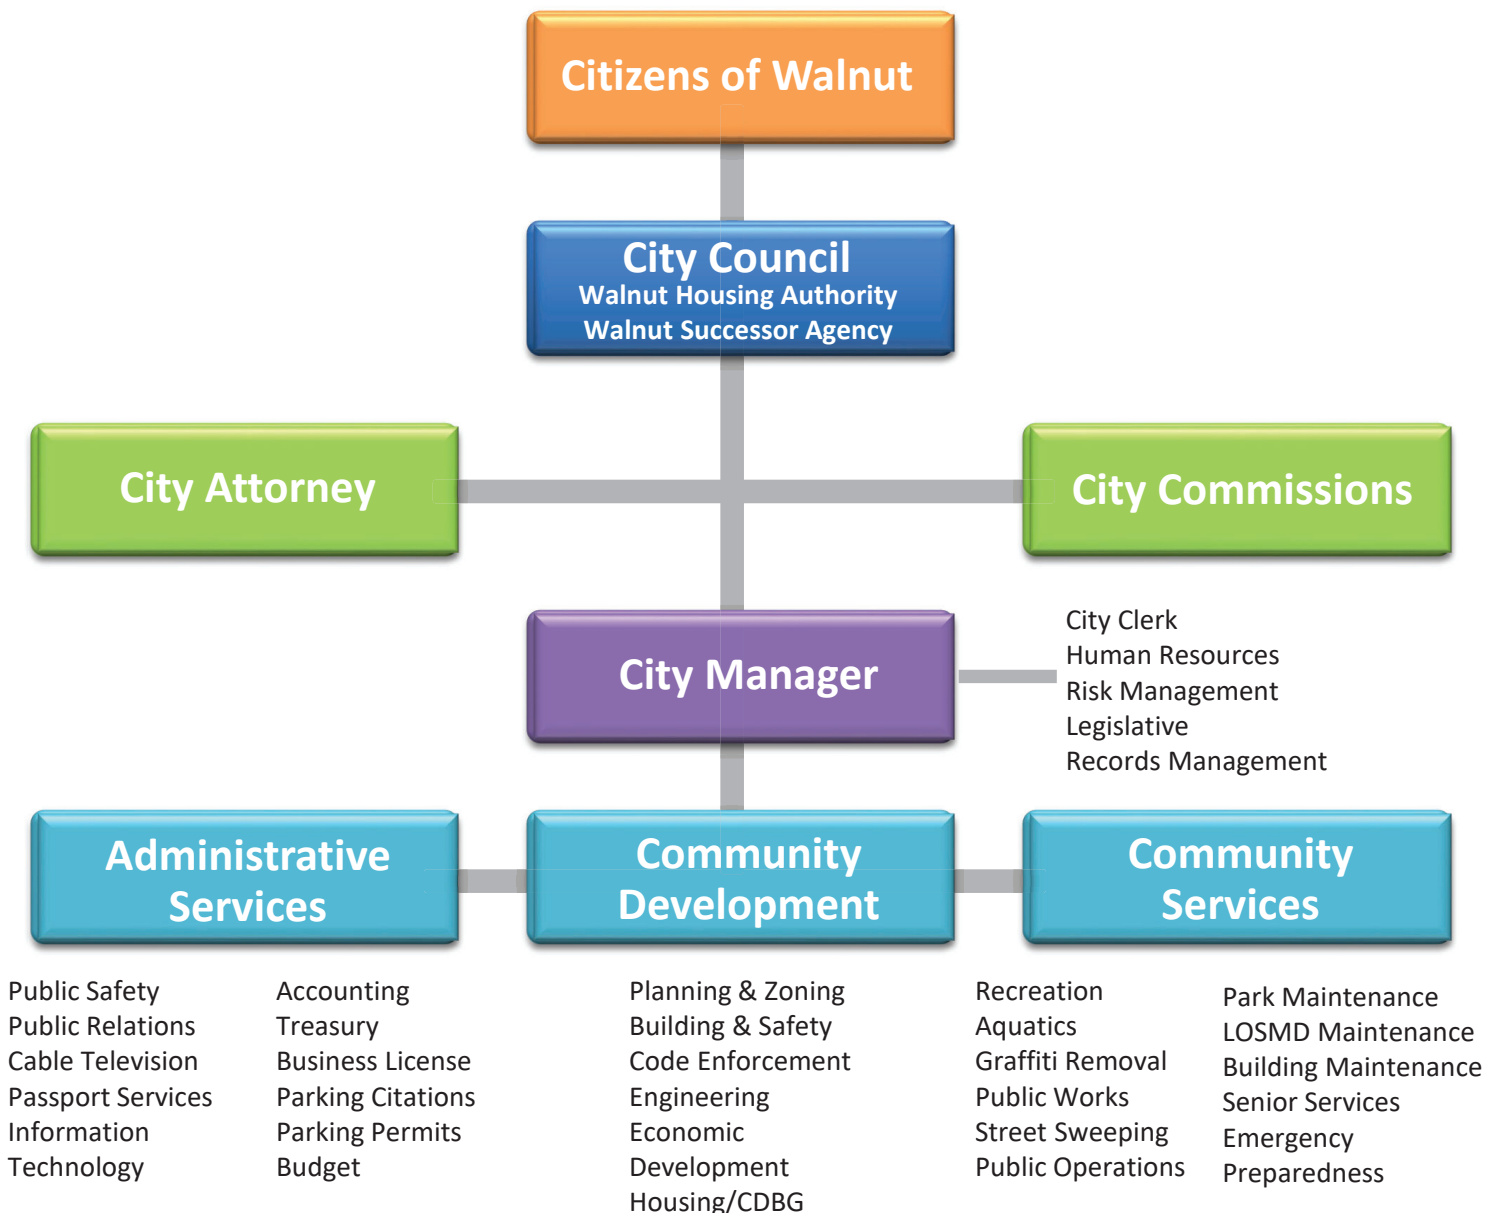 Citizens of Walnut
City Council
Walnut Housing Authority
Walnut Successor Agency
City Attorney
City Commissions
City Manager
City Clerk
Human Resources
Risk Management
Legislative
Records Management
Administrative
Services
Community
Development
Community
Services
Public Safety
Public Relations
Cable Television
Passport Services
Information
Technology
Accounting
Treasury
Business License
Parking Citations
Parking Permits
Budget
Planning & Zoning
Building & Safety
Code Enforcement
Engineering
Economic
Development
Housing/CDBG
Recreation
Aquatics
Graffiti Removal
Public Works
Street Sweeping
Public Operations
Park Maintenance
LOSMD Maintenance
Building Maintenance
Senior Services
Emergency
Preparedness